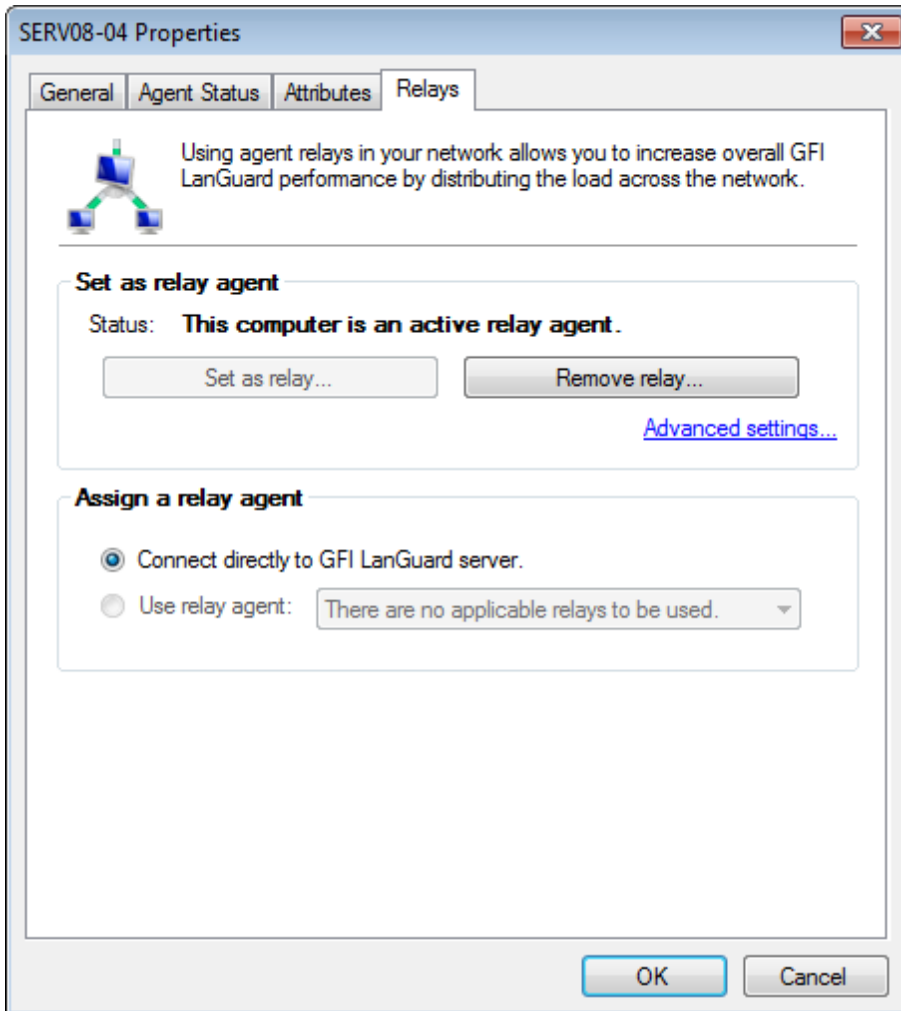 SERV08-04 Properties
General Agent Status Attributes Relays
Using agent relays in your network allows you to increase overall GFI
LanGuard performance by distributing the load across the network.
Set as relay agent
Status: This computer is an active relay agent.
Set as relay... Remove relay...
Advanced settings...
Assign a relay agent
Connect directly to GFI LanGuard server.
Use relay agent: There are no applicable relays to be used.
OK Cancel